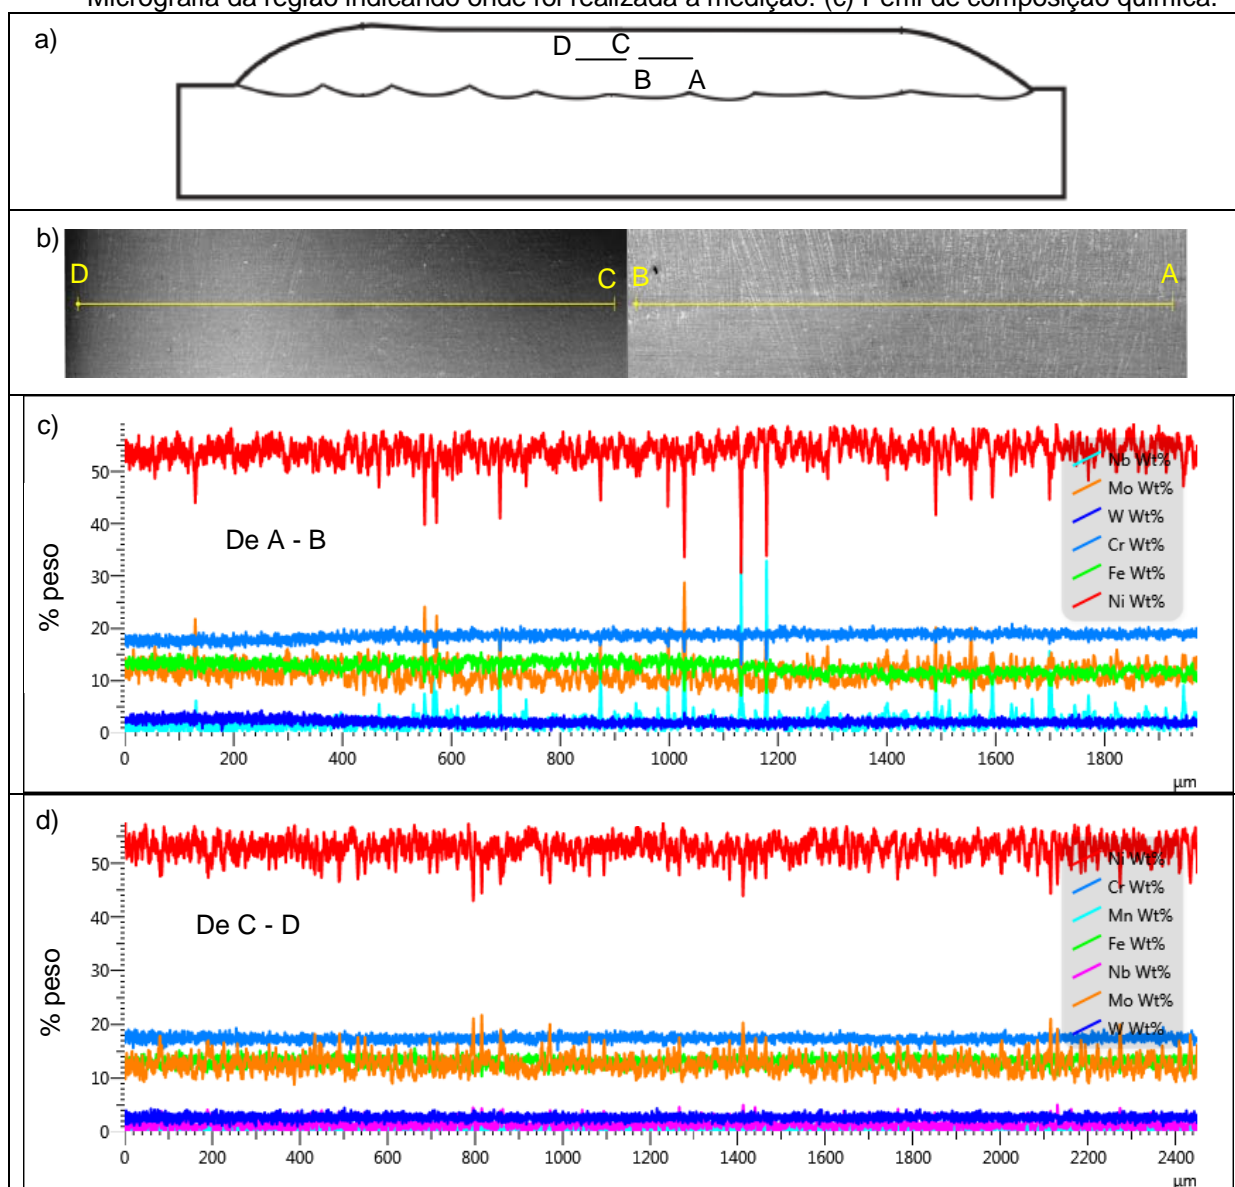 Micrografia da região indicando onde foi realizada a medição. (c) Perfil de composição química.
a)
D C
B A
b)
D C B A
c)
% peso
De A - B
50
40
30
20
10
0
Nb Wt%
Mo Wt%
W Wt%
Cr Wt%
Fe Wt%
Ni Wt%
0 200 400 600 800 1000 1200 1400 1600 1800
µm
d)
% peso
De C - D
50
40
30
20
10
0
Ni Wt%
Cr Wt%
Mn Wt%
Fe Wt%
Nb Wt%
Mo Wt%
W Wt%
0 200 400 600 800 1000 1200 1400 1600 1800 2000 2200 2400
µm